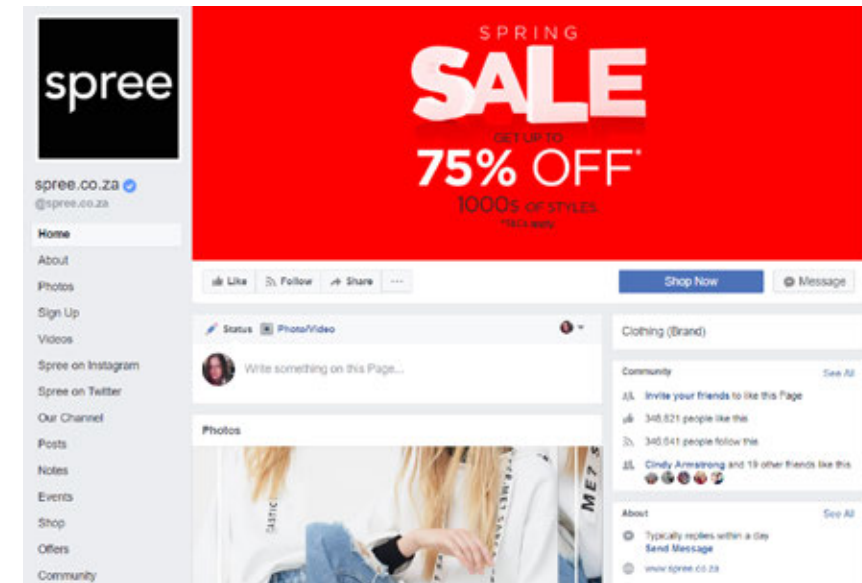 spree
spree.co.za
@spree.co.za
Home
About
Photos
Sign Up
Videos
Spree on Instagram
Spree on Twitter
Our Channel
Posts
Notes
Events
Shop
Offers
Community
SPRING
SALE
GET UP TO
75% OFF*
1000s OF STYLES
*T&Cs apply
Like Follow Share ...
Shop Now Message
Status Photo/Video
Write something on this Page...
Photos
Clothing (Brand)
Community See All
Invite your friends to like this Page
people like this
people follow this
Cindy Armstrong and 19 other friends like this
About See All
Typically replies within a day
Send Message
www.spree.co.za